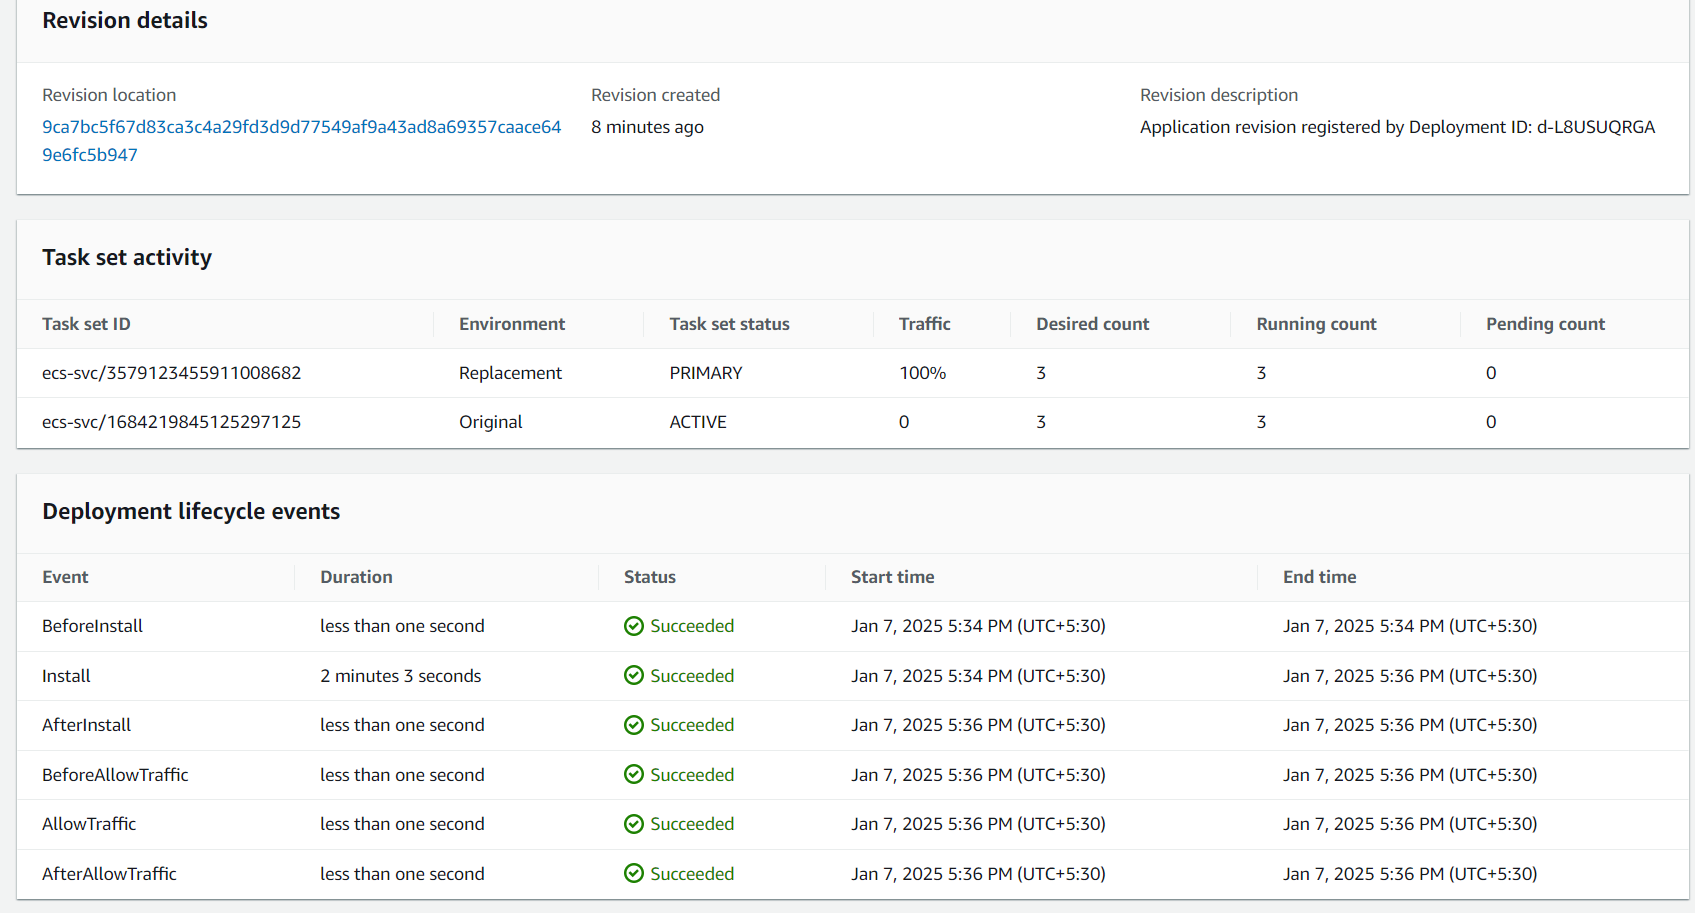 Revision details
Revision location Revision created Revision description
9ca7bc5f67d83ca3c4a29fd3d9d77549af9a43ad8a69357caace64 8 minutes ago Application revision registered by Deployment ID: d-L8USUQRGA
9e6fc5b947
Task set activity
Task set ID Environment Task set status Traffic Desired count Running count Pending count
ecs-svc/3579123455911008682 Replacement PRIMARY 100% 3 3 0
ecs-svc/1684219845125297125 Original ACTIVE 0 3 3 0
Deployment lifecycle events
Event Duration Status Start time End time
BeforeInstall less than one second Succeeded Jan 7, 2025 5:34 PM (UTC+5:30) Jan 7, 2025 5:34 PM (UTC+5:30)
Install 2 minutes 3 seconds Succeeded Jan 7, 2025 5:34 PM (UTC+5:30) Jan 7, 2025 5:36 PM (UTC+5:30)
AfterInstall less than one second Succeeded Jan 7, 2025 5:36 PM (UTC+5:30) Jan 7, 2025 5:36 PM (UTC+5:30)
BeforeAllowTraffic less than one second Succeeded Jan 7, 2025 5:36 PM (UTC+5:30) Jan 7, 2025 5:36 PM (UTC+5:30)
AllowTraffic less than one second Succeeded Jan 7, 2025 5:36 PM (UTC+5:30) Jan 7, 2025 5:36 PM (UTC+5:30)
AfterAllowTraffic less than one second Succeeded Jan 7, 2025 5:36 PM (UTC+5:30) Jan 7, 2025 5:36 PM (UTC+5:30)